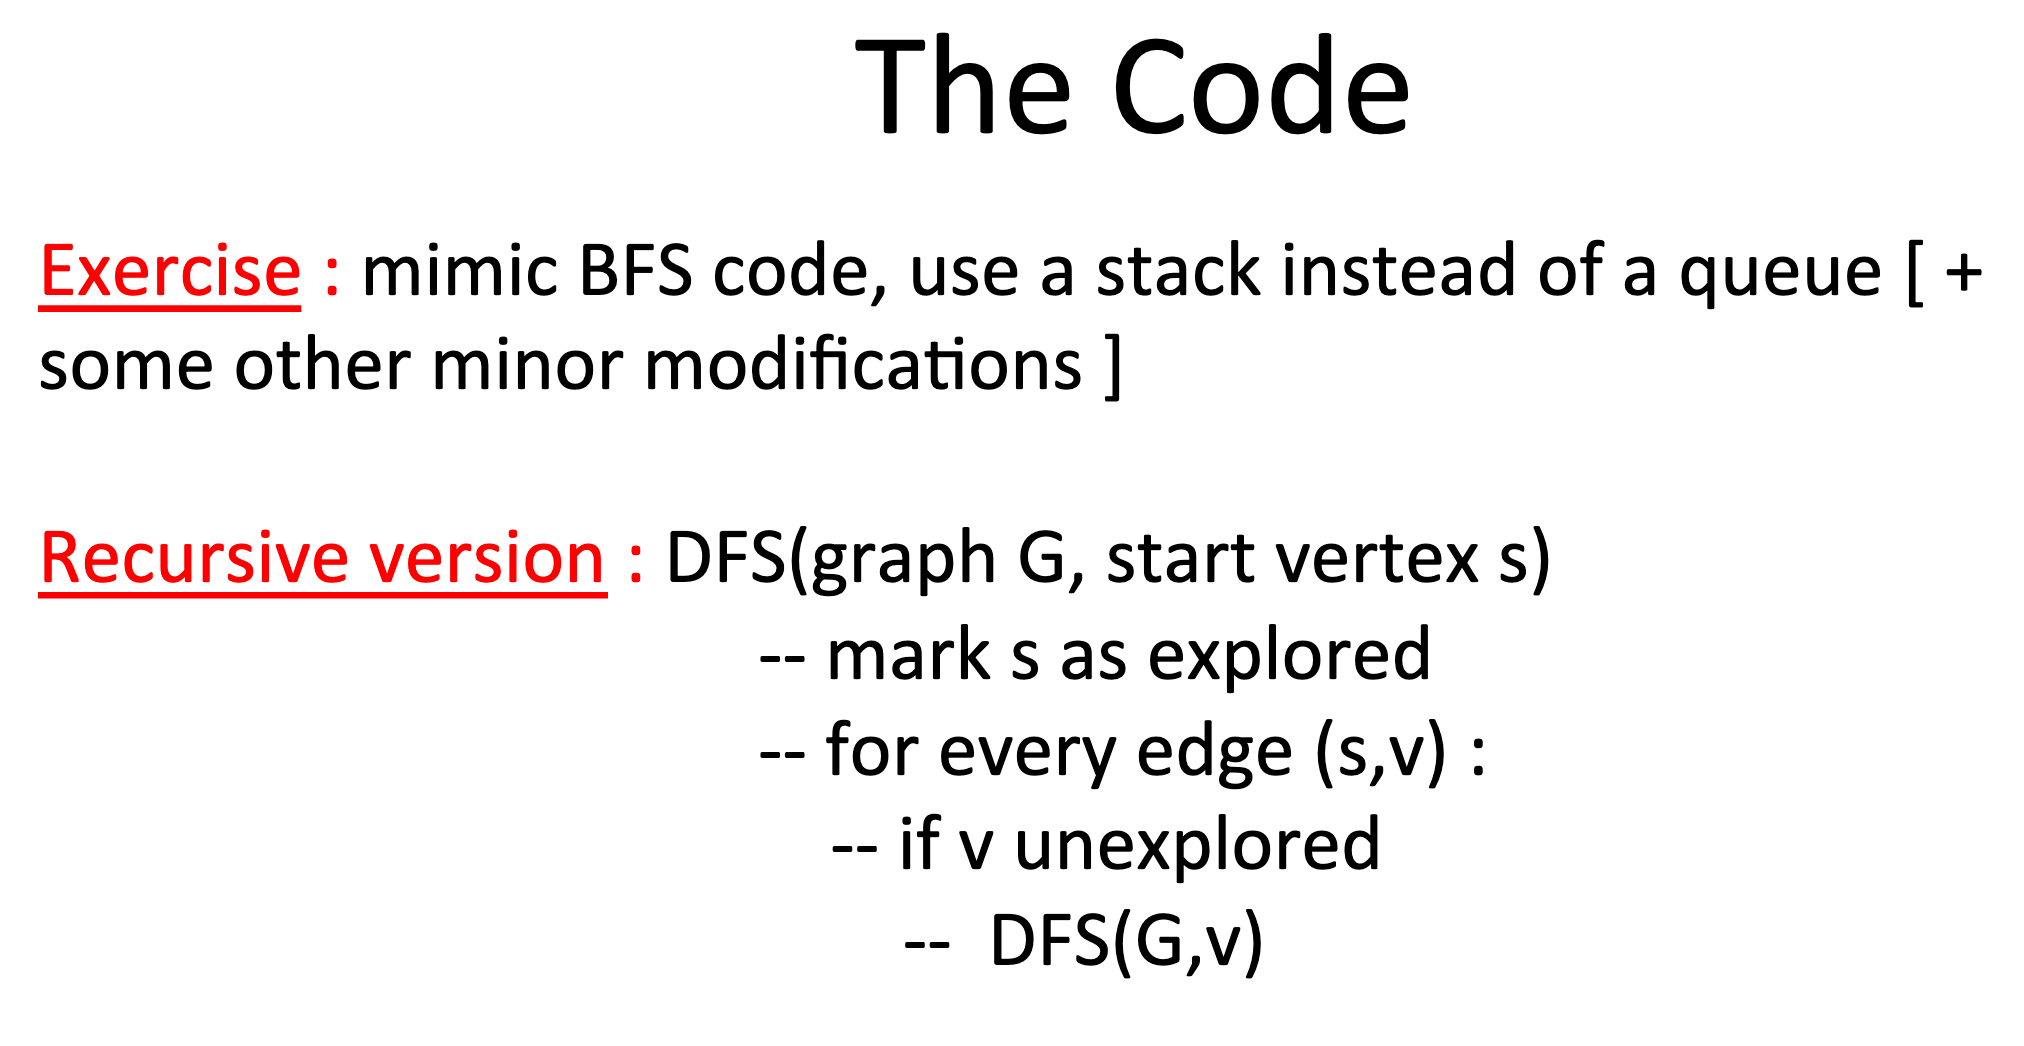 The Code
Exercise : mimic BFS code, use a stack instead of a queue [ +
some other minor modifications ]
Recursive version : DFS(graph G, start vertex s)
-- mark s as explored
-- for every edge (s,v) :
-- if v unexplored
-- DFS(G,v)